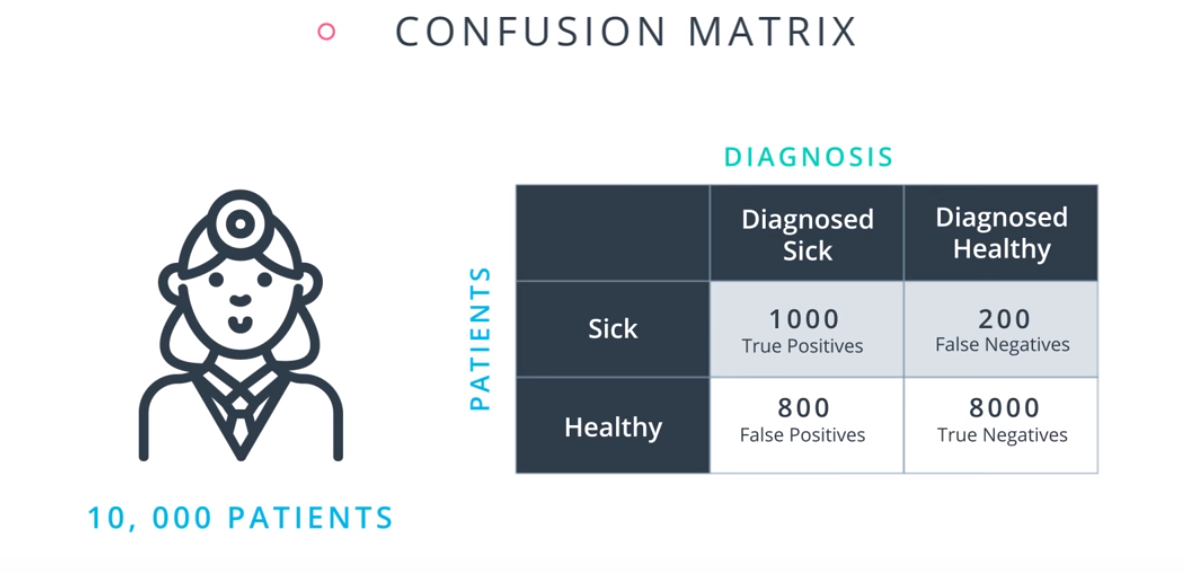 CONFUSION MATRIX
DIAGNOSIS
PATIENTS
Diagnosed
Sick
Diagnosed
Healthy
Sick
1000
True Positives
200
False Negatives
Healthy
800
False Positives
8000
True Negatives
10, 000 PATIENTS